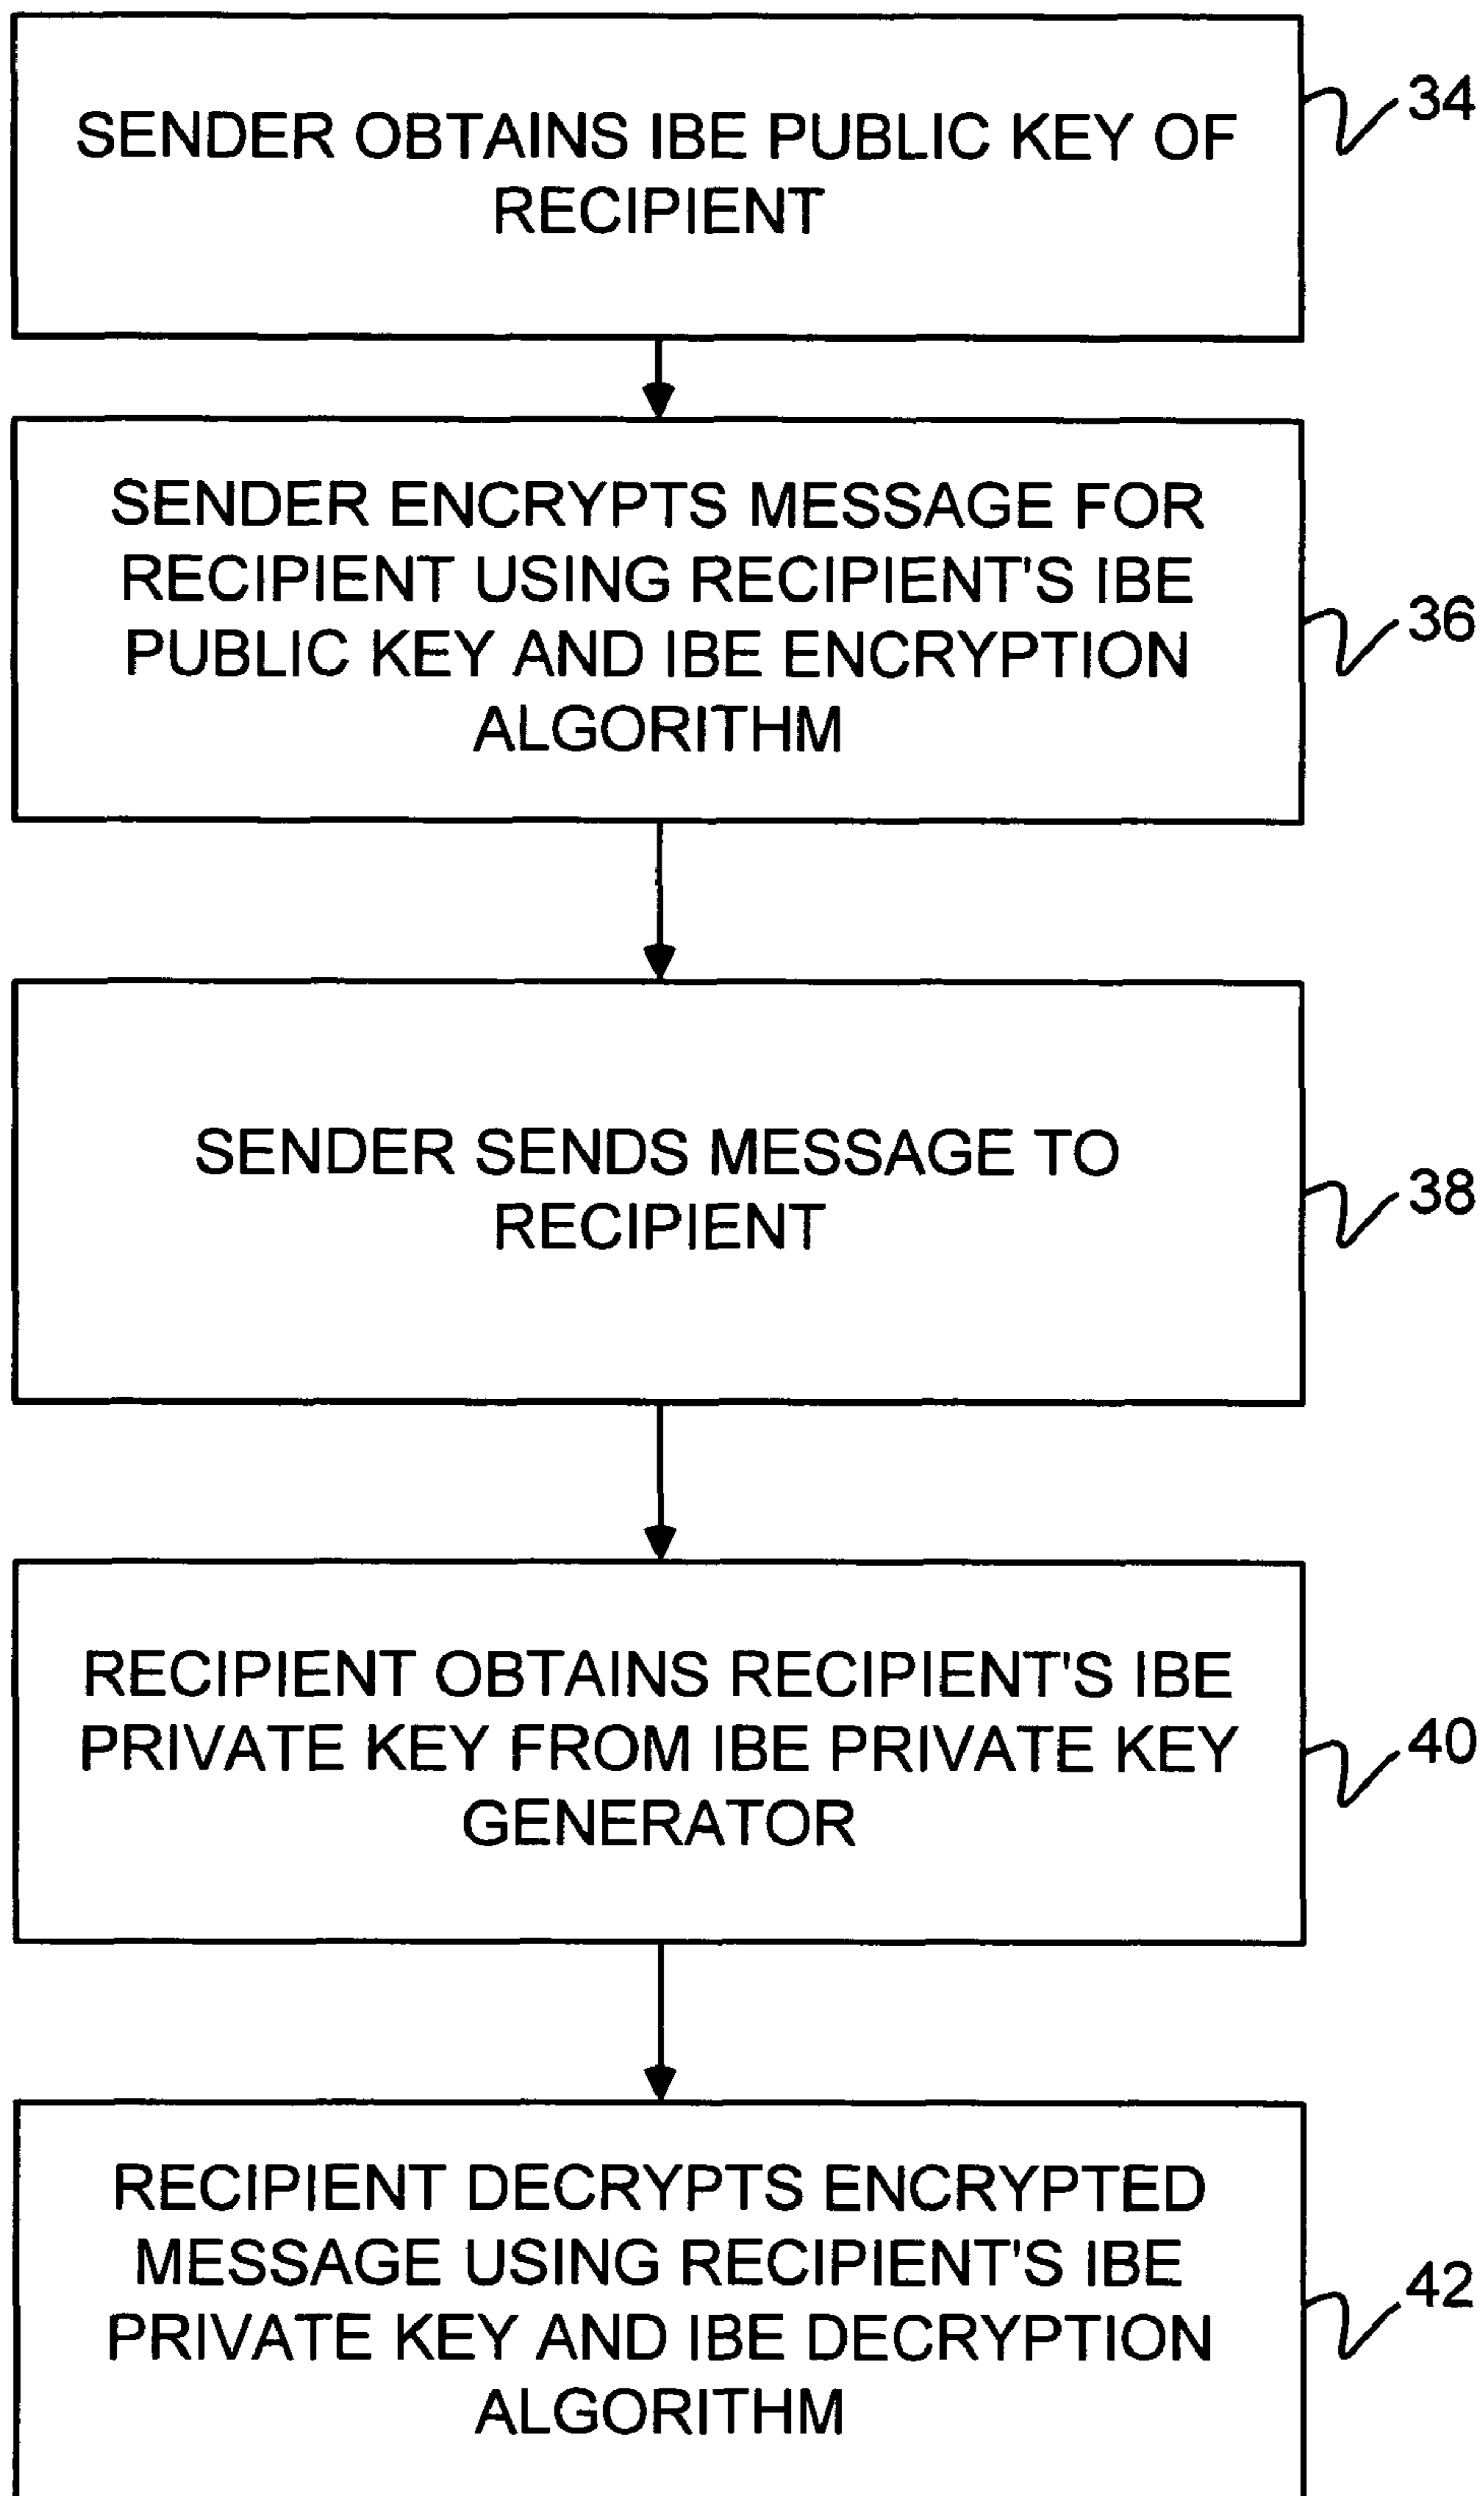 SENDER OBTAINS IBE PUBLIC KEY OF
RECIPIENT
34
SENDER ENCRYPTS MESSAGE FOR
RECIPIENT USING RECIPIENT'S IBE
PUBLIC KEY AND IBE ENCRYPTION
ALGORITHM
36
SENDER SENDS MESSAGE TO
RECIPIENT
38
RECIPIENT OBTAINS RECIPIENT'S IBE
PRIVATE KEY FROM IBE PRIVATE KEY
GENERATOR
40
RECIPIENT DECRYPTS ENCRYPTED
MESSAGE USING RECIPIENT'S IBE
PRIVATE KEY AND IBE DECRYPTION
ALGORITHM
42